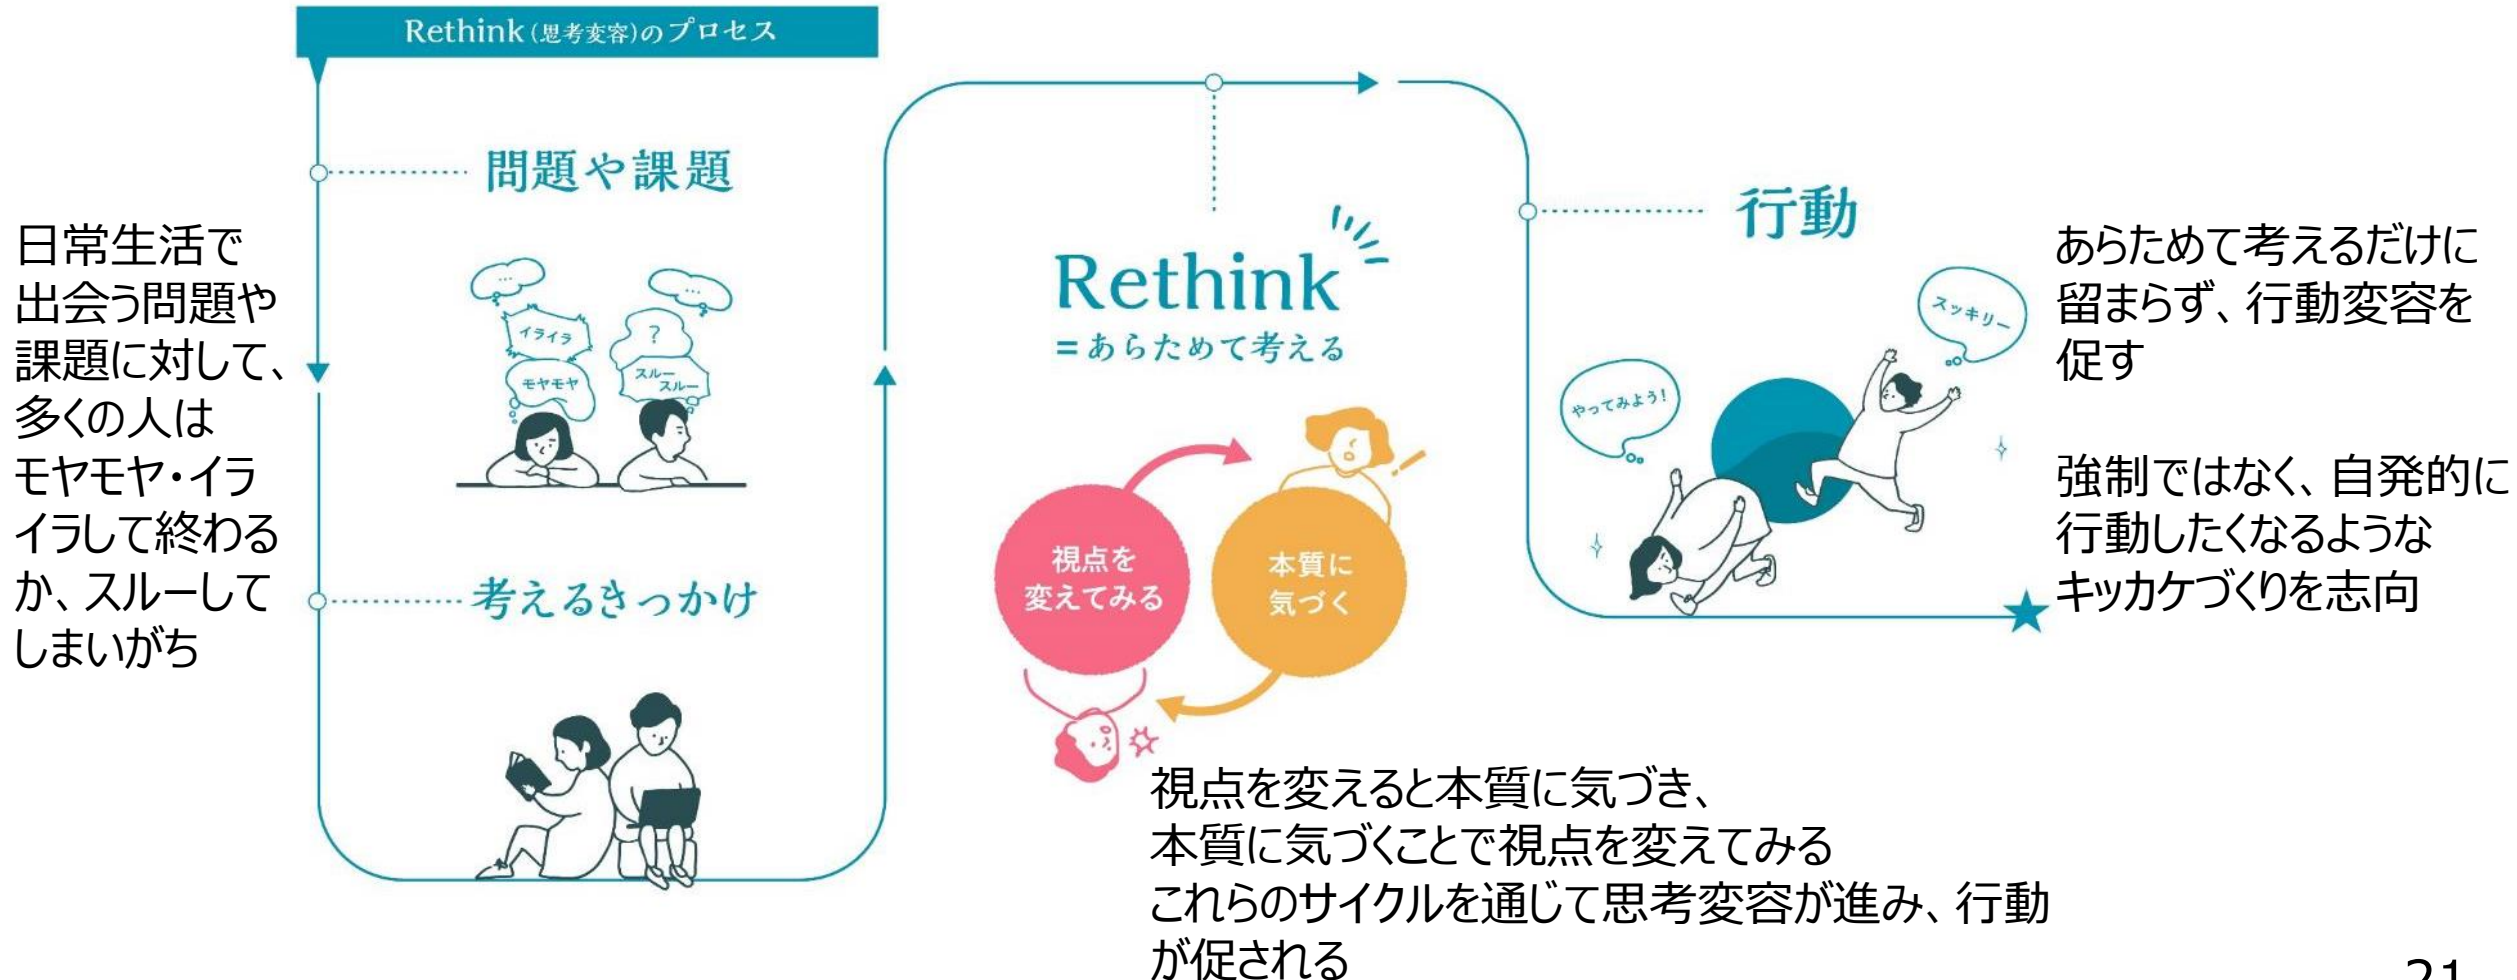 Rethink(思考変容)のプロセス
問題や課題
日常生活で
出会う問題や
課題に対して、
多くの人は
モヤモヤ・イラ
イラして終わる
か、スルーして
しまいがち
…
…
イライラ
?
モヤモヤ
スルー
スルー
考えるきっかけ
Rethink
=あらためて考える
視点を
変えてみる
本質に
気づく
視点を変えると本質に気づき、
本質に気づくことで視点を変えてみる
これらのサイクルを通じて思考変容が進み、行動
が促される
行動
やってみよう!
スッキリー
あらためて考えるだけに
留まらず、行動変容を
促す
強制ではなく、自発的に
行動したくなるような
キッカケづくりを志向
21